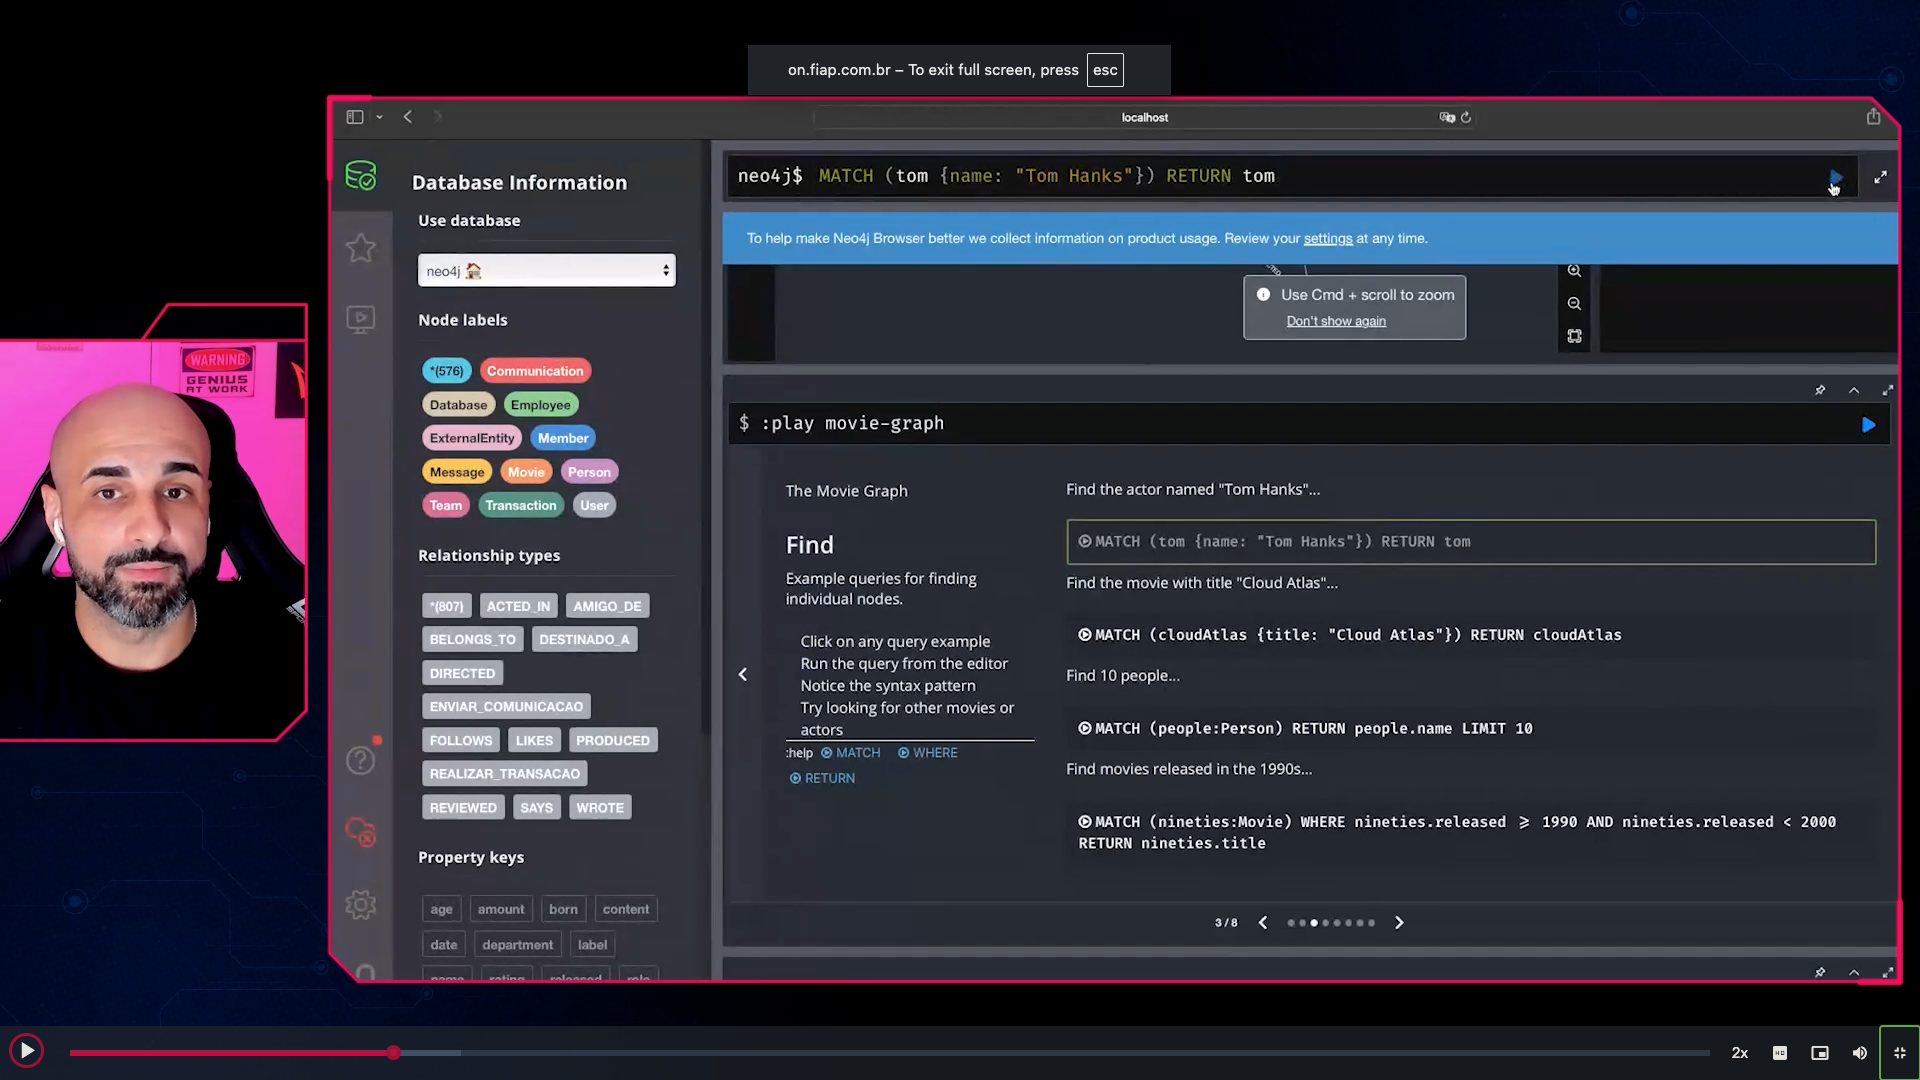 on.fiap.com.br – To exit full screen, press esc
localhost
Database Information
Use database
neo4j 🏠
Node labels
*(576) Communication
Database Employee
ExternalEntity Member
Message Movie Person
Team Transaction User
Relationship types
*(807) ACTED_IN AMIGO_DE
BELONGS_TO DESTINADO_A
DIRECTED
ENVIAR_COMUNICACAO
FOLLOWS LIKES PRODUCED
REALIZAR_TRANSACAO
REVIEWED SAYS WROTE
Property keys
age amount born content
date department label
name rating released role
neo4j$ MATCH (tom {name: "Tom Hanks"}) RETURN tom
To help make Neo4j Browser better we collect information on product usage. Review your settings at any time.
Use Cmd + scroll to zoom
Don't show again
$ :play movie-graph
The Movie Graph
Find
Example queries for finding
individual nodes.
Click on any query example
Run the query from the editor
Notice the syntax pattern
Try looking for other movies or
actors
:help MATCH WHERE
RETURN
Find the actor named "Tom Hanks"...
MATCH (tom {name: "Tom Hanks"}) RETURN tom
Find the movie with title "Cloud Atlas"...
MATCH (cloudAtlas {title: "Cloud Atlas"}) RETURN cloudAtlas
Find 10 people...
MATCH (people:Person) RETURN people.name LIMIT 10
Find movies released in the 1990s...
MATCH (nineties:Movie) WHERE nineties.released >= 1990 AND nineties.released < 2000
RETURN nineties.title
3 / 8
WARNING
GENIUS
AT WORK
2x
HD